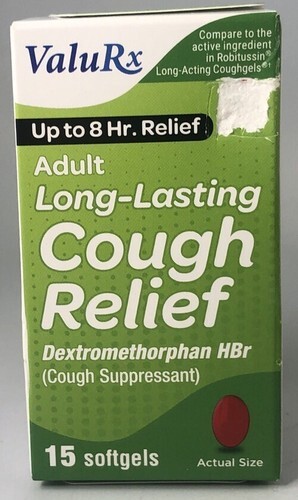 ValuRx
Compare to the
active ingredient
in Robitussin®
Long-Acting Coughgels®†
Up to 8 Hr. Relief
Adult
Long-Lasting
Cough
Relief
Dextromethorphan HBr
(Cough Suppressant)
15 softgels
Actual Size